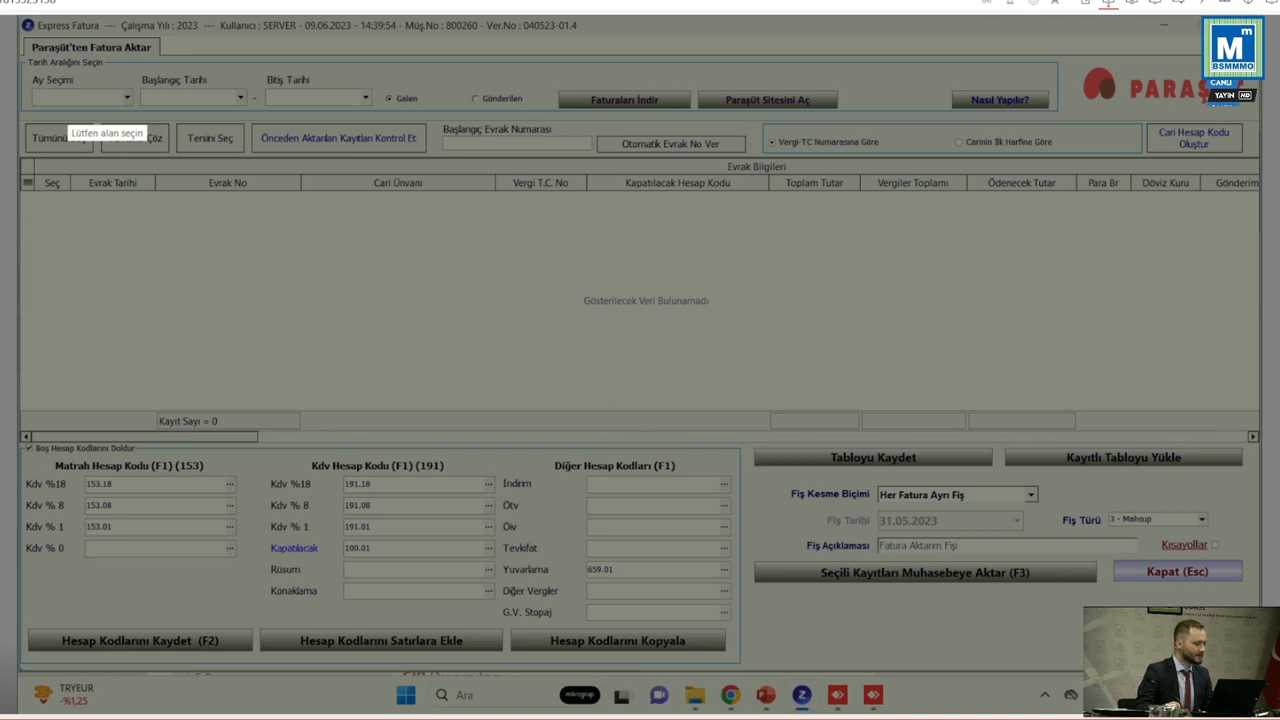 Express Fatura --- Çalışma Yılı : 2023 - Kullanıcı : SERVER - 09.06.2023 - 14:39:54 - Müş.No : 800260 - Ver.No : 040523-01.4
Paraşüt'ten Fatura Aktar
Tarih Aralığını Seçin
Ay Seçimi Başlangıç Tarihi Bitiş Tarihi
- Gelen Gönderilen Faturaları İndir Paraşüt Sitesini Aç Nasıl Yapılır?
M m
BSMMMO
CANLI
YAYIN HD
Lütfen alan seçin
Tersini Seç Önceden Aktarılan Kayıtları Kontrol Et Başlangıç Evrak Numarası Otomatik Evrak No Ver Vergi-TC Numarasına Göre Carinin İlk Harfine Göre Cari Hesap Kodu Oluştur
Evrak Bilgileri
Seç Evrak Tarihi Evrak No Cari Ünvanı Vergi T.C. No Kapatılacak Hesap Kodu Toplam Tutar Vergiler Toplamı Ödenecek Tutar Para Br Döviz Kuru Gönderim
Gösterilecek Veri Bulunamadı
Kayıt Sayı = 0
Boş Hesap Kodlarını Doldur
Matrah Hesap Kodu (F1) (153) Kdv Hesap Kodu (F1) (191) Diğer Hesap Kodları (F1)
Kdv %18 153.18 ... Kdv %18 191.18 ... İndirim ...
Kdv % 8 153.08 ... Kdv % 8 191.08 ... Ötv ...
Kdv % 1 153.01 ... Kdv % 1 191.01 ... Öiv ...
Kdv % 0 ... Kapatılacak 100.01 ... Tevkifat ...
Rüsum ... Yuvarlama 659.01 ...
Konaklama ... Diğer Vergiler ...
G.V. Stopaj ...
Hesap Kodlarını Kaydet (F2) Hesap Kodlarını Satırlara Ekle Hesap Kodlarını Kopyala
Tabloyu Kaydet Kayıtlı Tabloyu Yükle
Fiş Kesme Biçimi Her Fatura Ayrı Fiş
Fiş Tarihi 31.05.2023 Fiş Türü 3 - Mahsup
Fiş Açıklaması Fatura Aktarım Fişi Kısayollar
Seçili Kayıtları Muhasebeye Aktar (F3) Kapat (Esc)
TRYEUR
-%1,25
Ara
mikrogrup